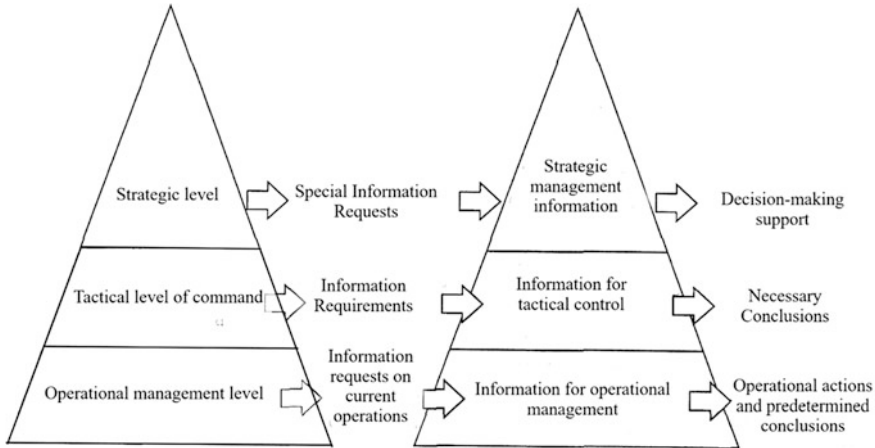 Strategic level
Special Information
Requests
Strategic
management
information
Decision-making
support
Tactical level of command
Information
Requirements
Information for
tactical control
Necessary
Conclusions
Operational management level
Information
requests on
current
operations
Information for operational
management
Operational actions
and predetermined
conclusions